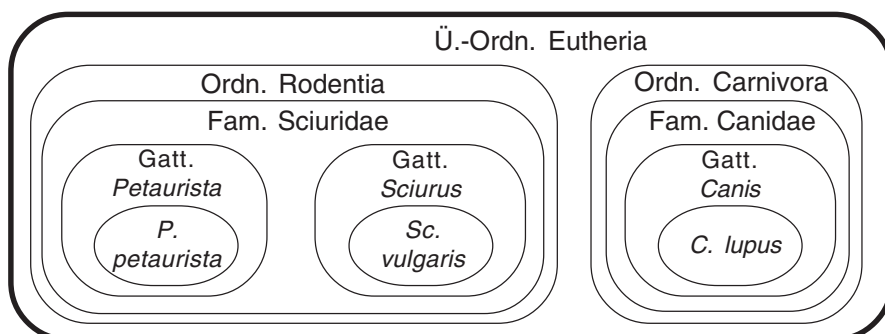 Ü.-Ordn. Eutheria
Ordn. Rodentia
Fam. Sciuridae
Gatt.
Petaurista
P.
petaurista
Gatt.
Sciurus
Sc.
vulgaris
Ordn. Carnivora
Fam. Canidae
Gatt.
Canis
C. lupus